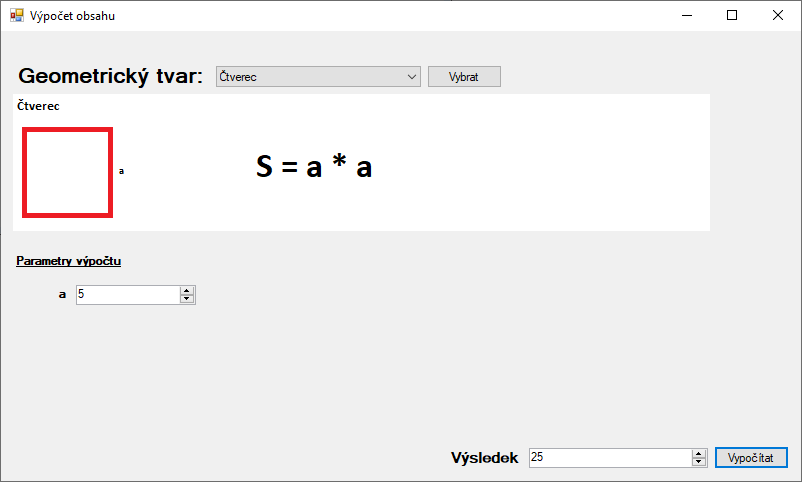 Výpočet obsahu
Geometrický tvar: Čtverec Vybrat
Čtverec
a
S = a * a
Parametry výpočtu
a 5
Výsledek 25 Vypočítat